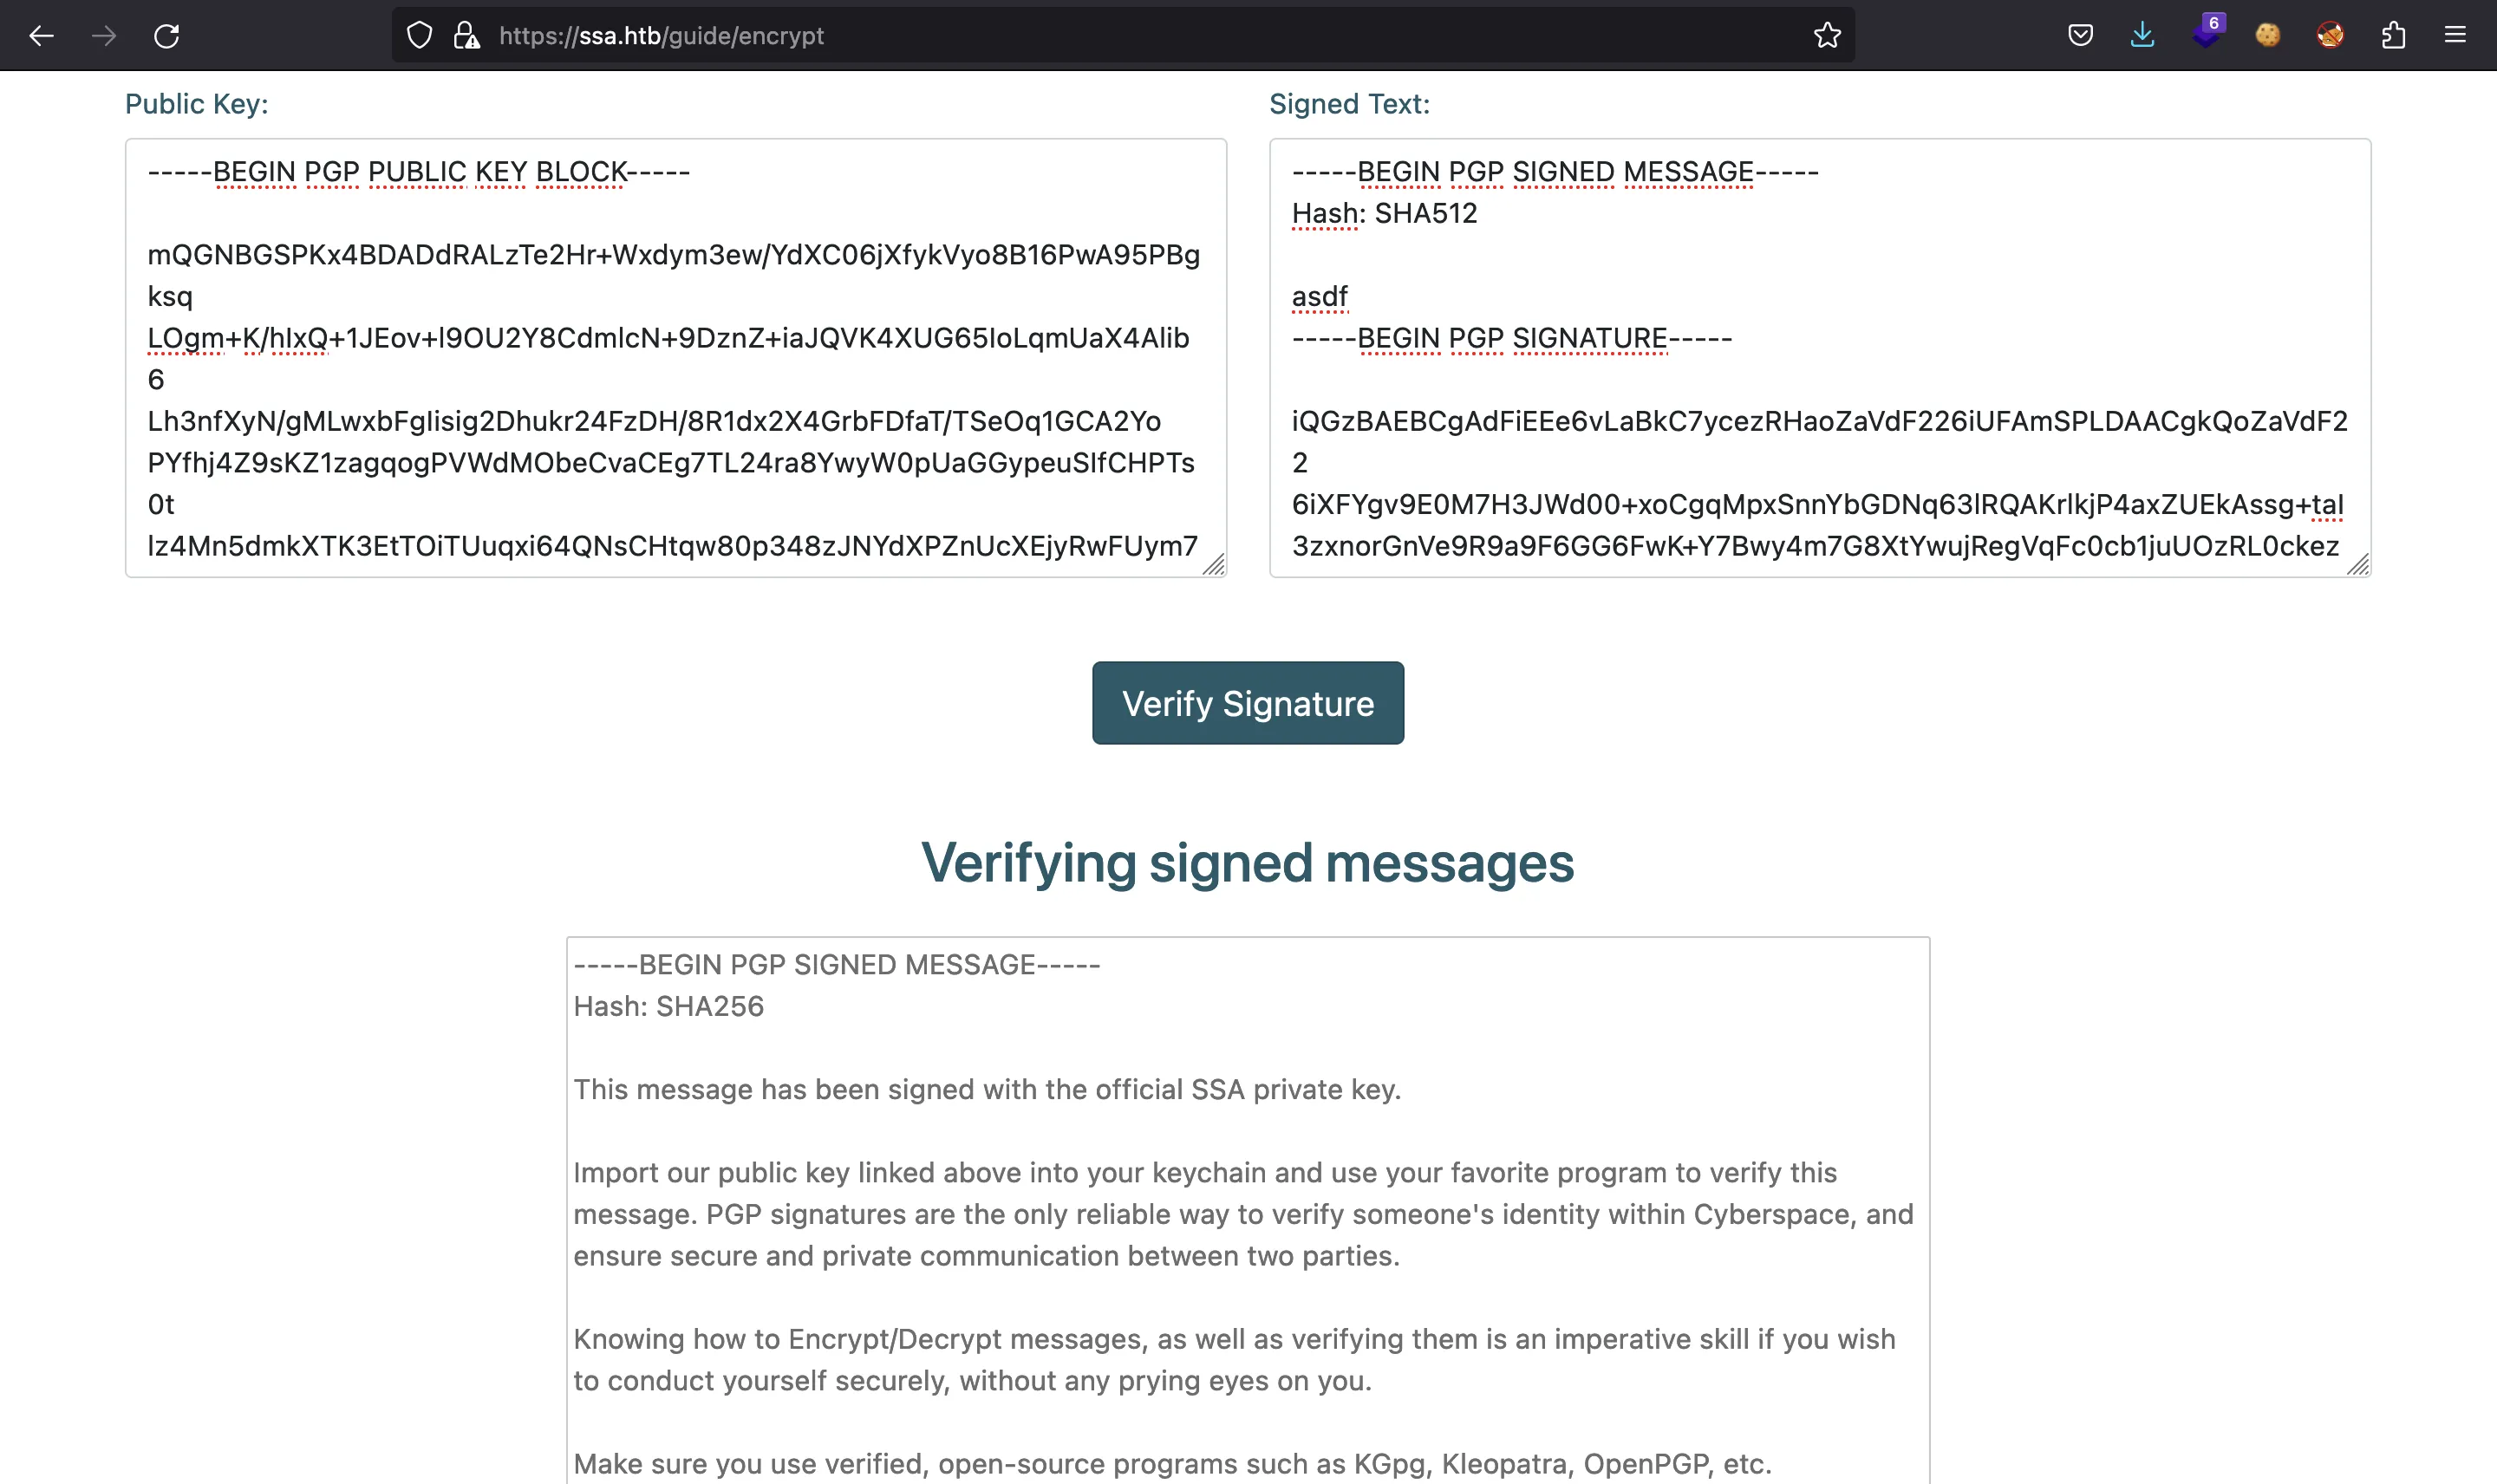 https://ssa.htb/guide/encrypt
6
Public Key:
Signed Text:
-----BEGIN PGP PUBLIC KEY BLOCK-----
mQGNBGSPKx4BDADdRALzTe2Hr+Wxdym3ew/YdXC06jXfykVyo8B16PwA95PBg
ksq
LOgm+K/hIxQ+1JEov+l9OU2Y8CdmlcN+9DznZ+iaJQVK4XUG65IoLqmUaX4Alib
6
Lh3nfXyN/gMLwxbFgIisig2Dhukr24FzDH/8R1dx2X4GrbFDfaT/TSeOq1GCA2Yo
PYfhj4Z9sKZ1zagqogPVWdMObeCvaCEg7TL24ra8YwyW0pUaGGypeuSIfCHPTs
0t
lz4Mn5dmkXTK3EtTOiTUuqxi64QNsCHtqw80p348zJNYdXPZnUcXEjyRwFUym7
-----BEGIN PGP SIGNED MESSAGE-----
Hash: SHA512
asdf
-----BEGIN PGP SIGNATURE-----
iQGzBAEBCgAdFiEEe6vLaBkC7ycezRHaoZaVdF226iUFAmSPLDAACgkQoZaVdF2
2
6iXFYgv9E0M7H3JWd00+xoCgqMpxSnnYbGDNq63lRQAKrlkjP4axZUEkAssg+taI
3zxnorGnVe9R9a9F6GG6FwK+Y7Bwy4m7G8XtYwujRegVqFc0cb1juUOzRL0ckez
Verify Signature
Verifying signed messages
-----BEGIN PGP SIGNED MESSAGE-----
Hash: SHA256
This message has been signed with the official SSA private key.
Import our public key linked above into your keychain and use your favorite program to verify this
message. PGP signatures are the only reliable way to verify someone's identity within Cyberspace, and
ensure secure and private communication between two parties.
Knowing how to Encrypt/Decrypt messages, as well as verifying them is an imperative skill if you wish
to conduct yourself securely, without any prying eyes on you.
Make sure you use verified, open-source programs such as KGpg, Kleopatra, OpenPGP, etc.